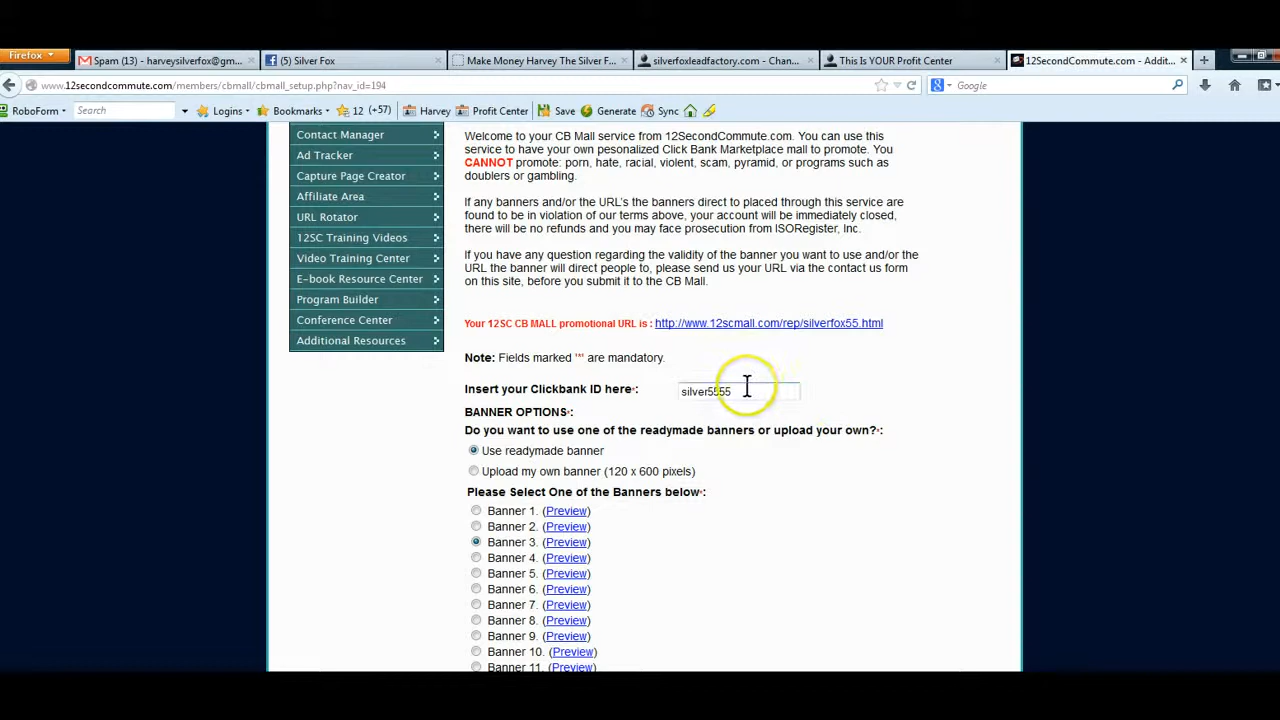 Firefox
Spam (13) - harveysilverfox@gm...
(5) Silver Fox
Make Money Harvey The Silver F...
silverfoxleadfactory.com - Chan...
This Is YOUR Profit Center
12SecondCommute.com - Addit...
www.12secondcommute.com/members/cbmall/cbmall_setup.php?nav_id=194
Google
RoboForm
Search
Logins
Bookmarks
12 (+57)
Harvey
Profit Center
Save
Generate
Sync
Contact Manager
Ad Tracker
Capture Page Creator
Affiliate Area
URL Rotator
12SC Training Videos
Video Training Center
E-book Resource Center
Program Builder
Conference Center
Additional Resources
Welcome to your CB Mall service from 12SecondCommute.com. You can use this
service to have your own pesonalized Click Bank Marketplace mall to promote. You
CANNOT promote: porn, hate, racial, violent, scam, pyramid, or programs such as
doublers or gambling.
If any banners and/or the URL's the banners direct to placed through this service are
found to be in violation of our terms above, your account will be immediately closed,
there will be no refunds and you may face prosecution from ISORegister, Inc.
If you have any question regarding the validity of the banner you want to use and/or the
URL the banner will direct people to, please send us your URL via the contact us form
on this site, before you submit it to the CB Mall.
Your 12SC CB MALL promotional URL is : http://www.12scmall.com/rep/silverfox55.html
Note: Fields marked '*' are mandatory.
Insert your Clickbank ID here*: silver5555
BANNER OPTIONS*:
Do you want to use one of the readymade banners or upload your own?*:
Use readymade banner
Upload my own banner (120 x 600 pixels)
Please Select One of the Banners below*:
Banner 1. (Preview)
Banner 2. (Preview)
Banner 3. (Preview)
Banner 4. (Preview)
Banner 5. (Preview)
Banner 6. (Preview)
Banner 7. (Preview)
Banner 8. (Preview)
Banner 9. (Preview)
Banner 10. (Preview)
Banner 11. (Preview)